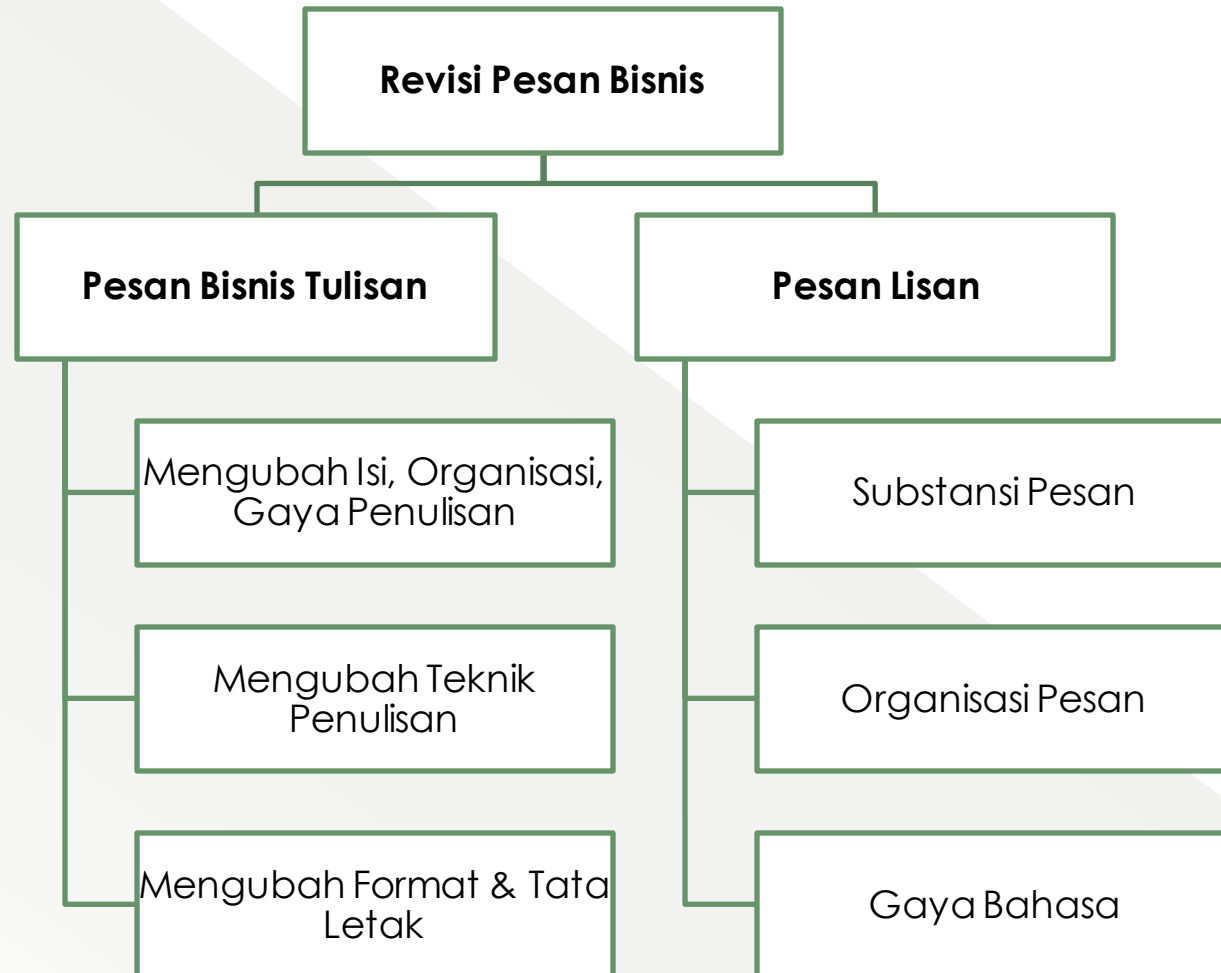 Revisi Pesan Bisnis
Pesan Bisnis Tulisan
Mengubah Isi, Organisasi,
Gaya Penulisan
Mengubah Teknik
Penulisan
Mengubah Format & Tata
Letak
Pesan Lisan
Substansi Pesan
Organisasi Pesan
Gaya Bahasa